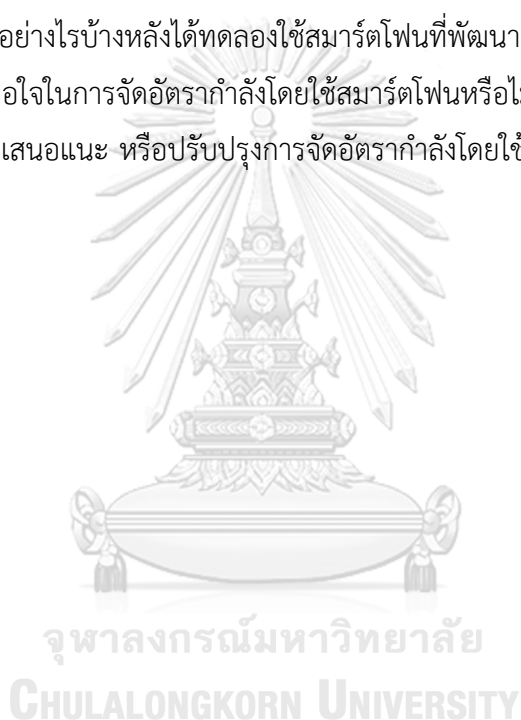 อย่างไรบ้างหลังได้ทดลองใช้สมาร์ตโฟนที่พัฒนา
อใจในการจัดอัตรากำลังโดยใช้สมาร์ตโฟนหรือไ
เสนอแนะ หรือปรับปรุงการจัดอัตรากำลังโดยใช้
จุฬาลงกรณ์มหาวิทยาลัย
CHULALONGKORN UNIVERSITY